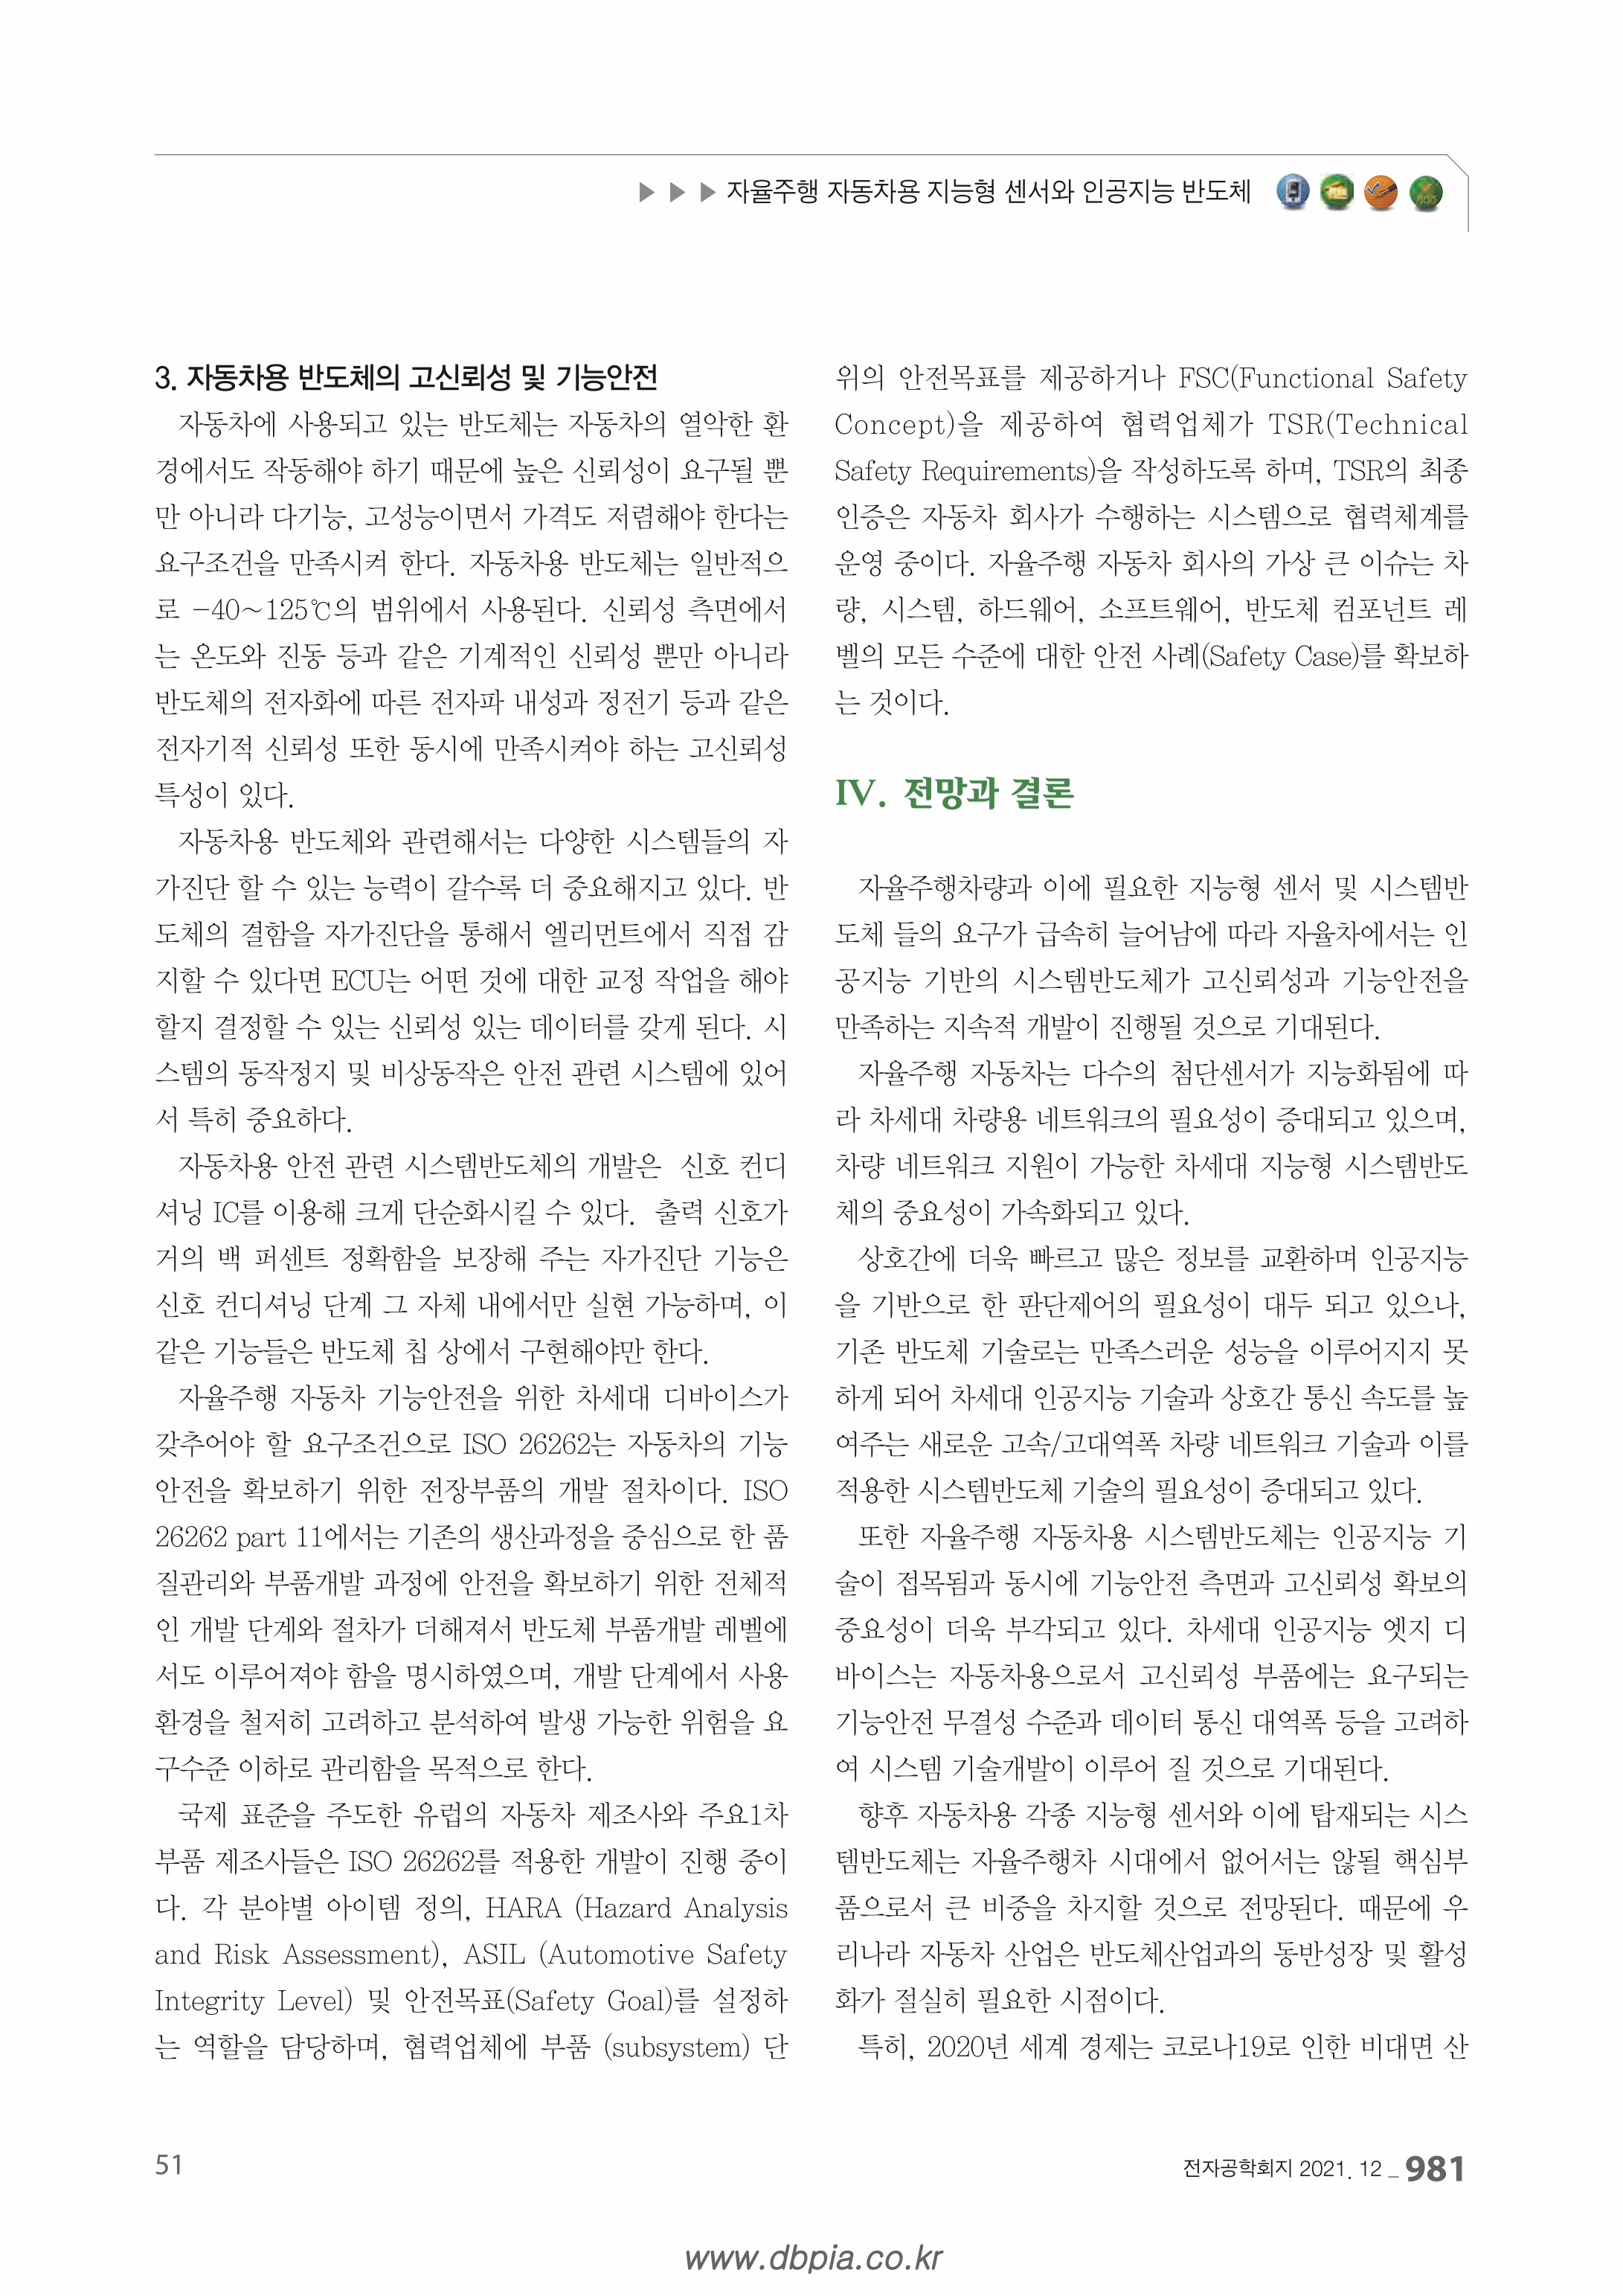 ▶ ▶ ▶ 자율주행 자동차용 지능형 센서와 인공지능 반도체
3. 자동차용 반도체의 고신뢰성 및 기능안전
자동차에 사용되고 있는 반도체는 자동차의 열악한 환
경에서도 작동해야 하기 때문에 높은 신뢰성이 요구될 뿐
만 아니라 다기능, 고성능이면서 가격도 저렴해야 한다는
요구조건을 만족시켜 한다. 자동차용 반도체는 일반적으
로 -40~125℃의 범위에서 사용된다. 신뢰성 측면에서
는 온도와 진동 등과 같은 기계적인 신뢰성 뿐만 아니라
반도체의 전자화에 따른 전자파 내성과 정전기 등과 같은
전자기적 신뢰성 또한 동시에 만족시켜야 하는 고신뢰성
특성이 있다.
자동차용 반도체와 관련해서는 다양한 시스템들의 자
가진단 할 수 있는 능력이 갈수록 더 중요해지고 있다. 반
도체의 결함을 자가진단을 통해서 엘리먼트에서 직접 감
지할 수 있다면 ECU는 어떤 것에 대한 교정 작업을 해야
할지 결정할 수 있는 신뢰성 있는 데이터를 갖게 된다. 시
스템의 동작정지 및 비상동작은 안전 관련 시스템에 있어
서 특히 중요하다.
자동차용 안전 관련 시스템반도체의 개발은 신호 컨디
셔닝 IC를 이용해 크게 단순화시킬 수 있다. 출력 신호가
거의 백 퍼센트 정확함을 보장해 주는 자가진단 기능은
신호 컨디셔닝 단계 그 자체 내에서만 실현 가능하며, 이
같은 기능들은 반도체 칩 상에서 구현해야만 한다.
자율주행 자동차 기능안전을 위한 차세대 디바이스가
갖추어야 할 요구조건으로 ISO 26262는 자동차의 기능
안전을 확보하기 위한 전장부품의 개발 절차이다. ISO
26262 part 11에서는 기존의 생산과정을 중심으로 한 품
질관리와 부품개발 과정에 안전을 확보하기 위한 전체적
인 개발 단계와 절차가 더해져서 반도체 부품개발 레벨에
서도 이루어져야 함을 명시하였으며, 개발 단계에서 사용
환경을 철저히 고려하고 분석하여 발생 가능한 위험을 요
구수준 이하로 관리함을 목적으로 한다.
국제 표준을 주도한 유럽의 자동차 제조사와 주요1차
부품 제조사들은 ISO 26262를 적용한 개발이 진행 중이
다. 각 분야별 아이템 정의, HARA (Hazard Analysis
and Risk Assessment), ASIL (Automotive Safety
Integrity Level) 및 안전목표(Safety Goal)를 설정하
는 역할을 담당하며, 협력업체에 부품 (subsystem) 단
위의 안전목표를 제공하거나 FSC(Functional Safety
Concept)을 제공하여 협력업체가 TSR(Technical
Safety Requirements)을 작성하도록 하며, TSR의 최종
인증은 자동차 회사가 수행하는 시스템으로 협력체계를
운영 중이다. 자율주행 자동차 회사의 가상 큰 이슈는 차
량, 시스템, 하드웨어, 소프트웨어, 반도체 컴포넌트 레
벨의 모든 수준에 대한 안전 사례(Safety Case)를 확보하
는 것이다.
IV. 전망과 결론
자율주행차량과 이에 필요한 지능형 센서 및 시스템반
도체 들의 요구가 급속히 늘어남에 따라 자율차에서는 인
공지능 기반의 시스템반도체가 고신뢰성과 기능안전을
만족하는 지속적 개발이 진행될 것으로 기대된다.
자율주행 자동차는 다수의 첨단센서가 지능화됨에 따
라 차세대 차량용 네트워크의 필요성이 증대되고 있으며,
차량 네트워크 지원이 가능한 차세대 지능형 시스템반도
체의 중요성이 가속화되고 있다.
상호간에 더욱 빠르고 많은 정보를 교환하며 인공지능
을 기반으로 한 판단제어의 필요성이 대두 되고 있으나,
기존 반도체 기술로는 만족스러운 성능을 이루어지지 못
하게 되어 차세대 인공지능 기술과 상호간 통신 속도를 높
여주는 새로운 고속/고대역폭 차량 네트워크 기술과 이를
적용한 시스템반도체 기술의 필요성이 증대되고 있다.
또한 자율주행 자동차용 시스템반도체는 인공지능 기
술이 접목됨과 동시에 기능안전 측면과 고신뢰성 확보의
중요성이 더욱 부각되고 있다. 차세대 인공지능 엣지 디
바이스는 자동차용으로서 고신뢰성 부품에는 요구되는
기능안전 무결성 수준과 데이터 통신 대역폭 등을 고려하
여 시스템 기술개발이 이루어 질 것으로 기대된다.
향후 자동차용 각종 지능형 센서와 이에 탑재되는 시스
템반도체는 자율주행차 시대에서 없어서는 않될 핵심부
품으로서 큰 비중을 차지할 것으로 전망된다. 때문에 우
리나라 자동차 산업은 반도체산업과의 동반성장 및 활성
화가 절실히 필요한 시점이다.
특히, 2020년 세계 경제는 코로나19로 인한 비대면 산
51
전자공학회지 2021. 12 _ 981
www.dbpia.co.kr